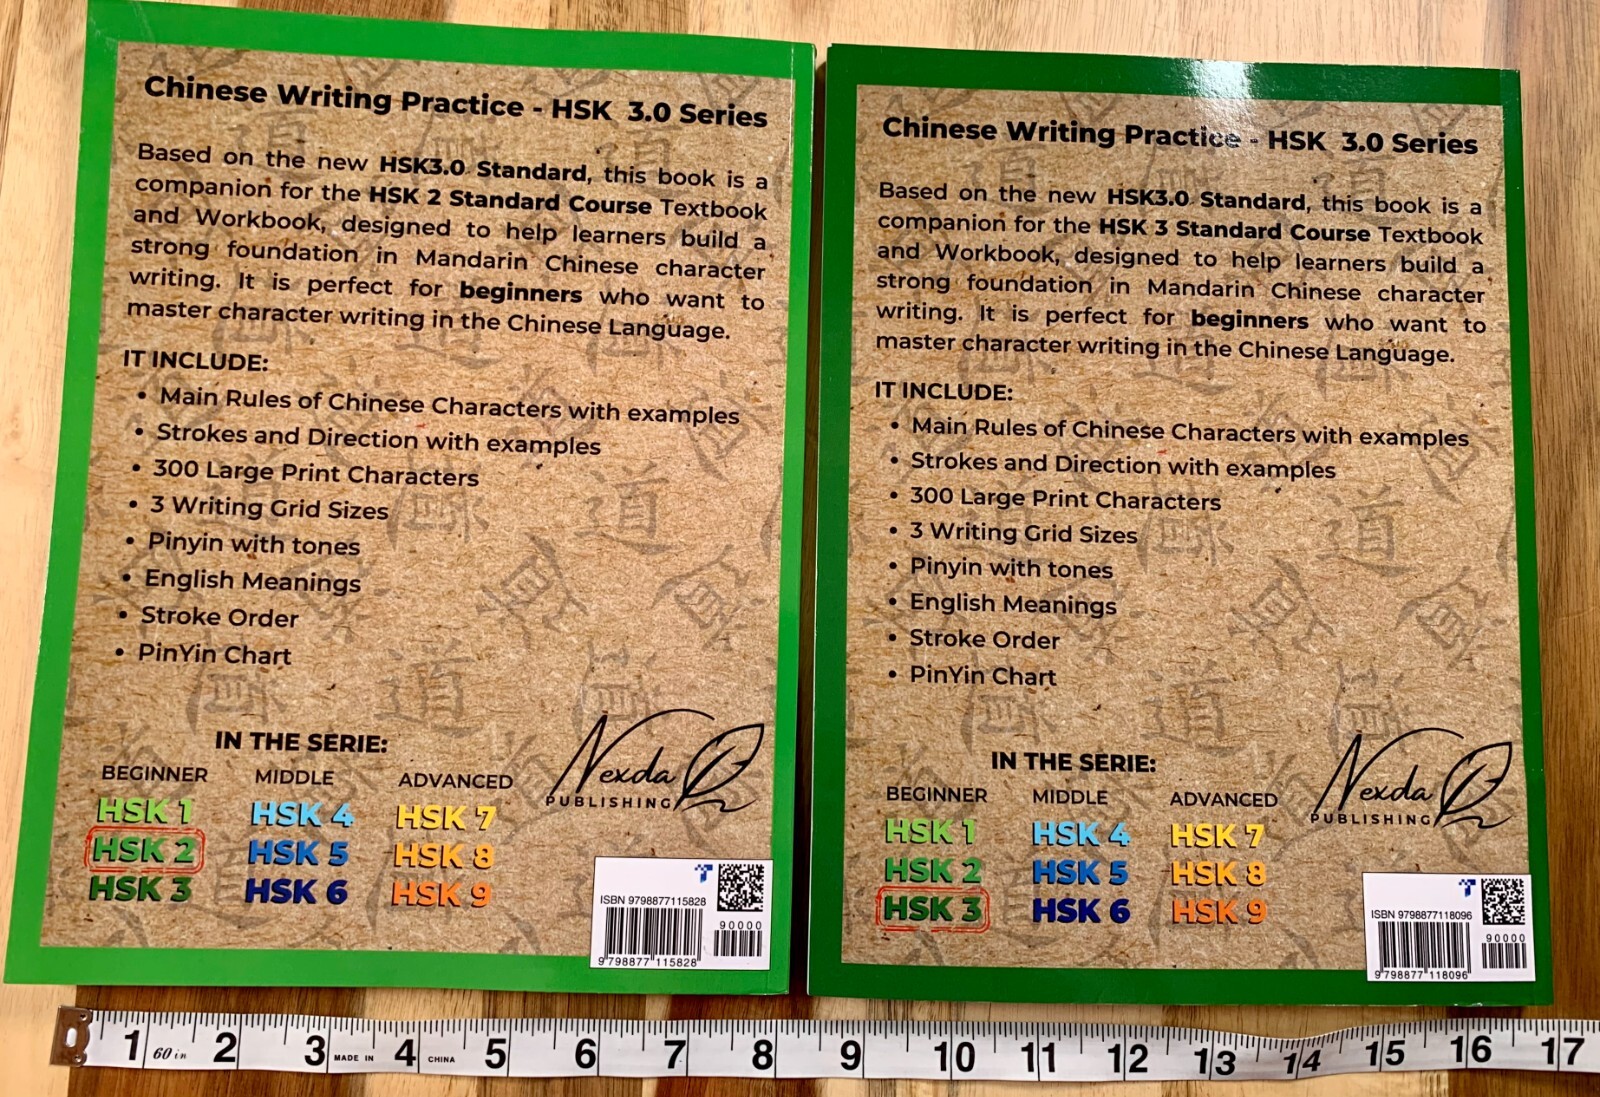 Chinese Writing Practice - HSK 3.0 Series
Based on the new HSK3.0 Standard, this book is a
companion for the HSK 2 Standard Course Textbook
and Workbook, designed to help learners build a
strong foundation in Mandarin Chinese character
writing. It is perfect for beginners who want to
master character writing in the Chinese Language.
IT INCLUDE:
• Main Rules of Chinese Characters with examples
• Strokes and Direction with examples
• 300 Large Print Characters
• 3 Writing Grid Sizes
• Pinyin with tones
• English Meanings
• Stroke Order
• PinYin Chart
IN THE SERIE:
BEGINNER MIDDLE ADVANCED
HSK 1 HSK 4 HSK 7
HSK 2 HSK 5 HSK 8
HSK 3 HSK 6 HSK 9
Nexda
PUBLISHING
ISBN 9798877115828
90000
9 798877 115828
Chinese Writing Practice - HSK 3.0 Series
Based on the new HSK3.0 Standard, this book is a
companion for the HSK 3 Standard Course Textbook
and Workbook, designed to help learners build a
strong foundation in Mandarin Chinese character
writing. It is perfect for beginners who want to
master character writing in the Chinese Language.
IT INCLUDE:
• Main Rules of Chinese Characters with examples
• Strokes and Direction with examples
• 300 Large Print Characters
• 3 Writing Grid Sizes
• Pinyin with tones
• English Meanings
• Stroke Order
• PinYin Chart
IN THE SERIE:
BEGINNER MIDDLE ADVANCED
HSK 1 HSK 4 HSK 7
HSK 2 HSK 5 HSK 8
HSK 3 HSK 6 HSK 9
Nexda
PUBLISHING
ISBN 9798877118096
90000
9 798877 118096
1 60 in 2 3 MADE IN 4 CHINA 5 6 7 8 9 10 11 12 13 14 15 16 17